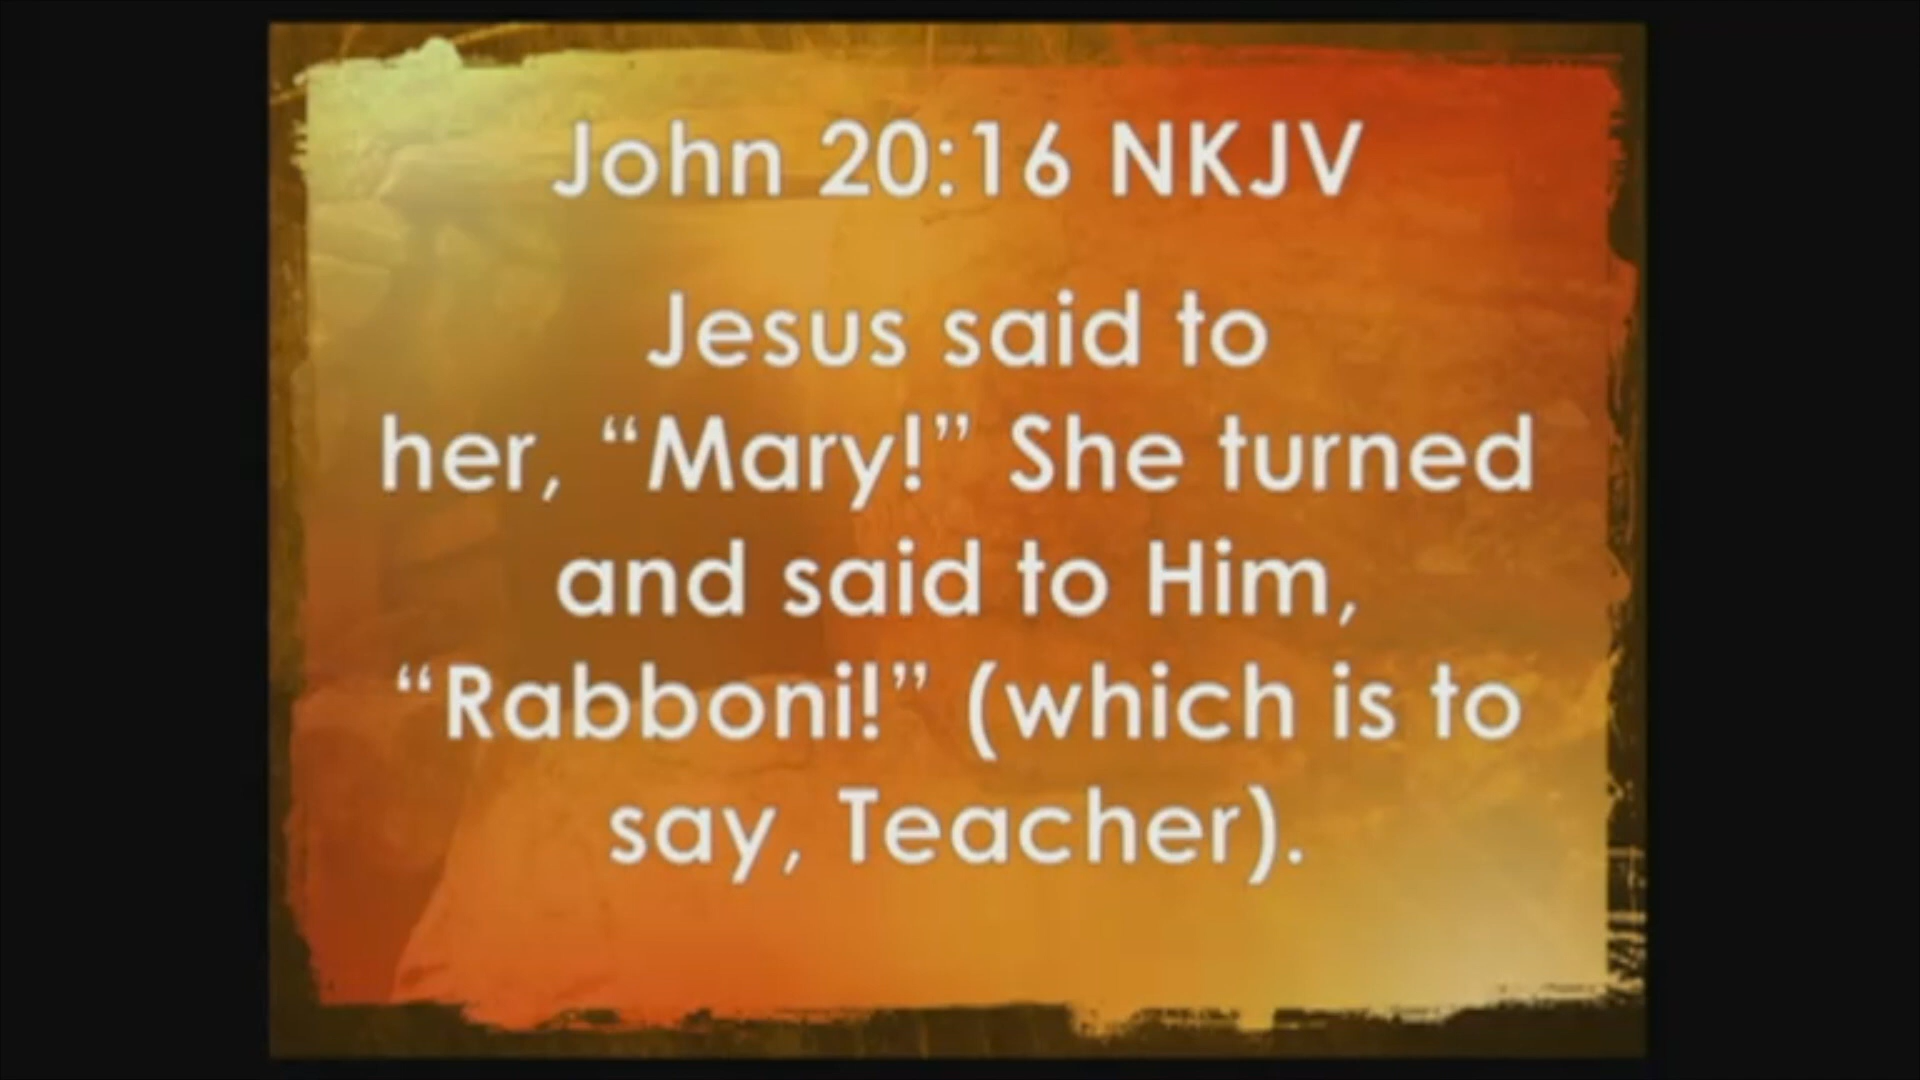 John 20:16 NKJV
Jesus said to
her, “Mary!” She turned
and said to Him,
“Rabboni!” (which is to
say, Teacher).